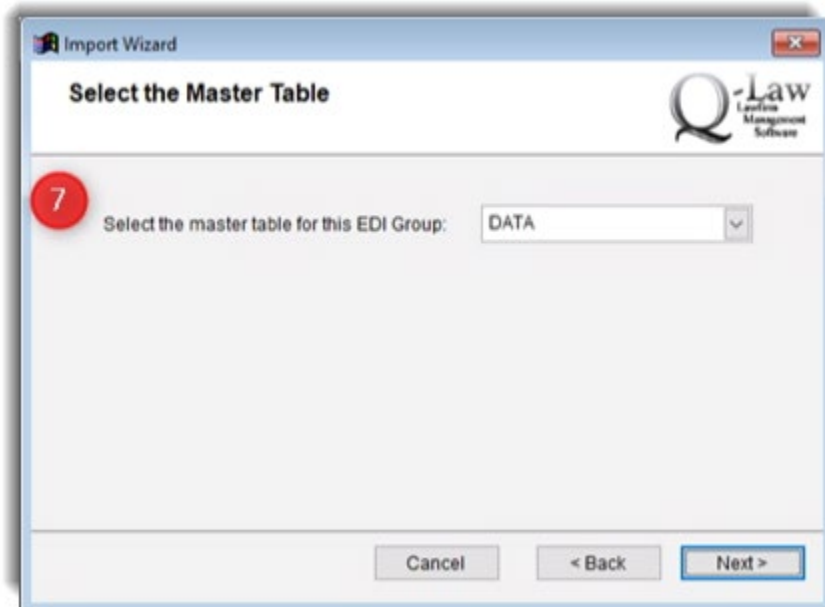 Import Wizard
Select the Master Table
Q-Law
Lawfirm
Management
Software
7
Select the master table for this EDI Group:
DATA
Cancel
< Back
Next >